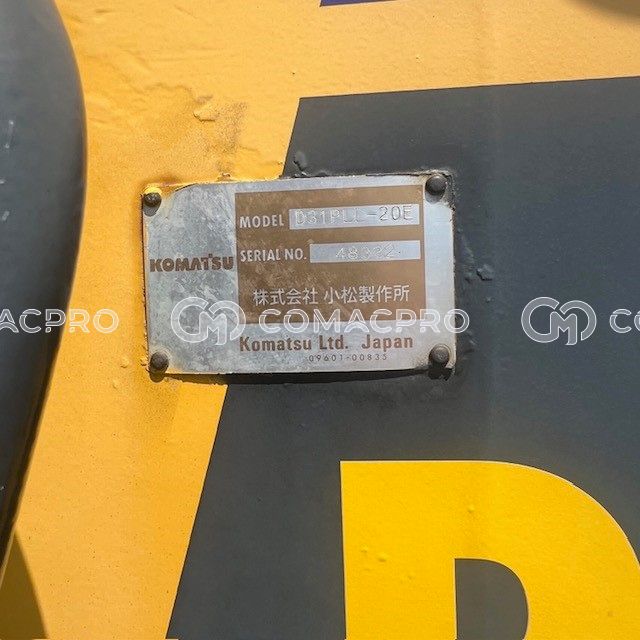 MODEL D31PLL-20E
KOMATSU
SERIAL NO.
株式会社 小松製作所
Komatsu Ltd. Japan
09601-00835
COMACPRO
COMACPRO